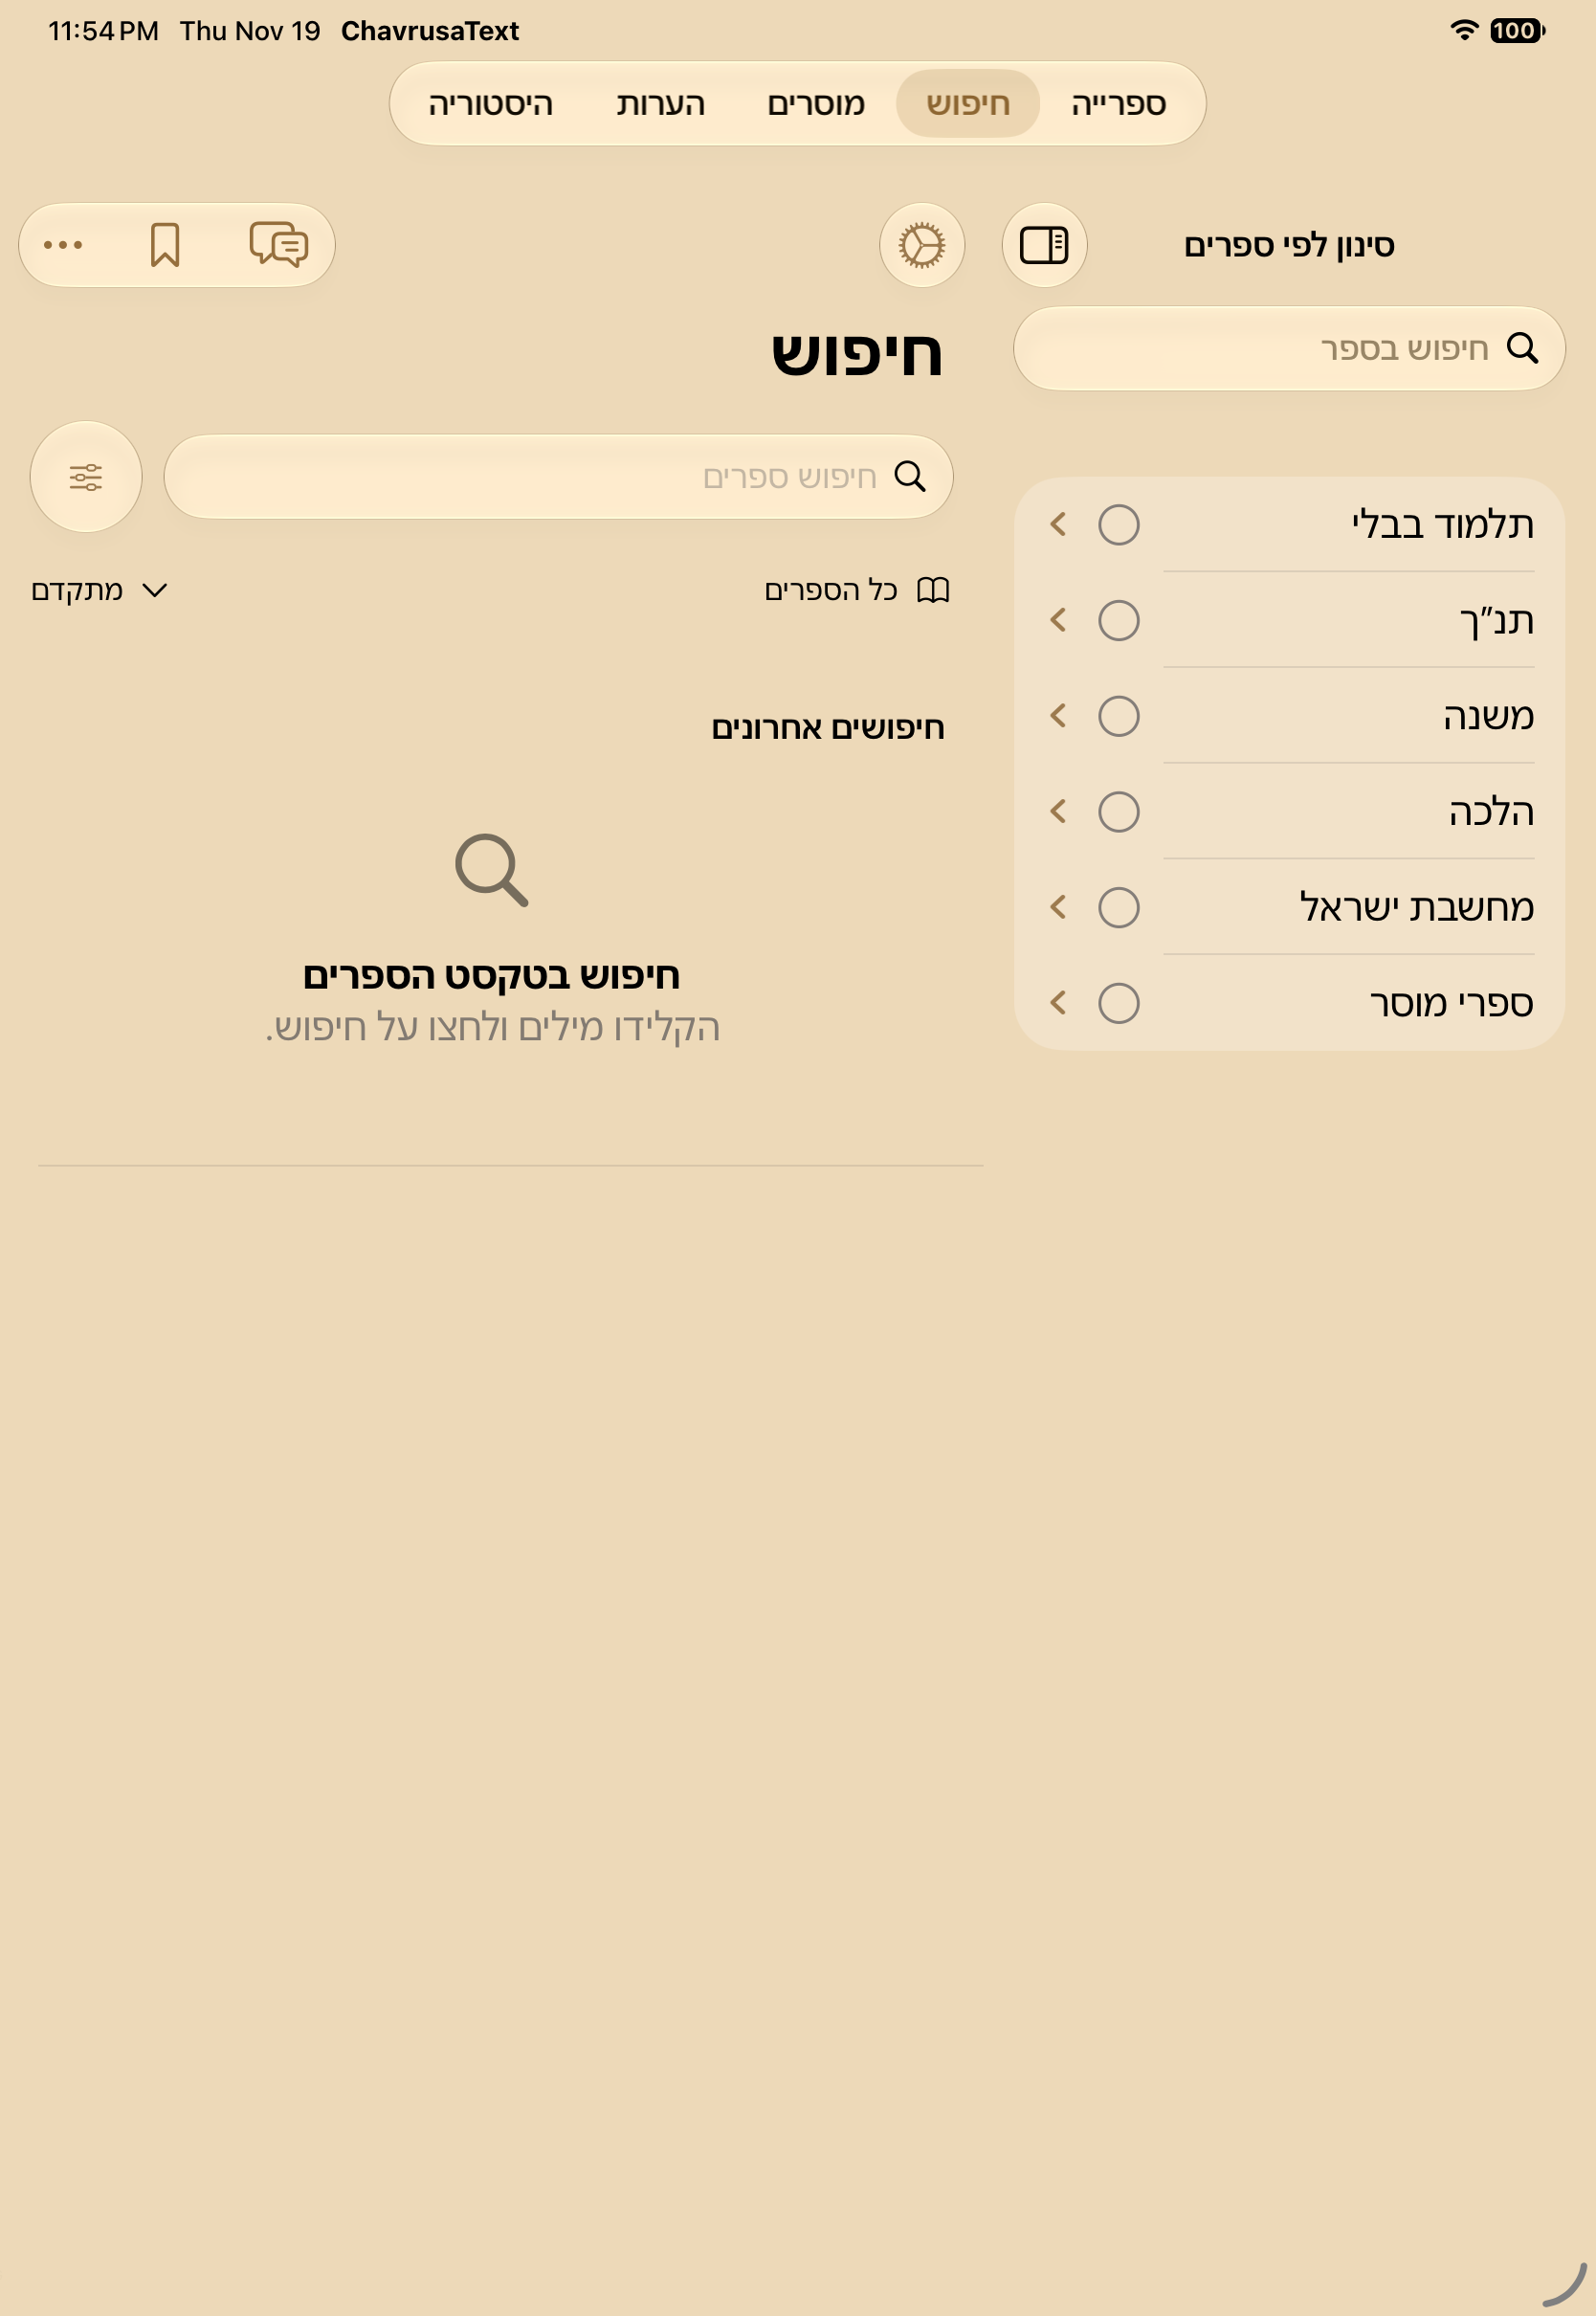 11:54 PM Thu Nov 19 ChavrusaText 100
ספרייה חיפוש מוסרים הערות היסטוריה
סינון לפי ספרים
חיפוש בספר
תלמוד בבלי
תנ״ך
משנה
הלכה
מחשבת ישראל
ספרי מוסר
חיפוש
חיפוש ספרים
כל הספרים מתקדם
חיפושים אחרונים
חיפוש בטקסט הספרים
הקלידו מילים ולחצו על חיפוש.